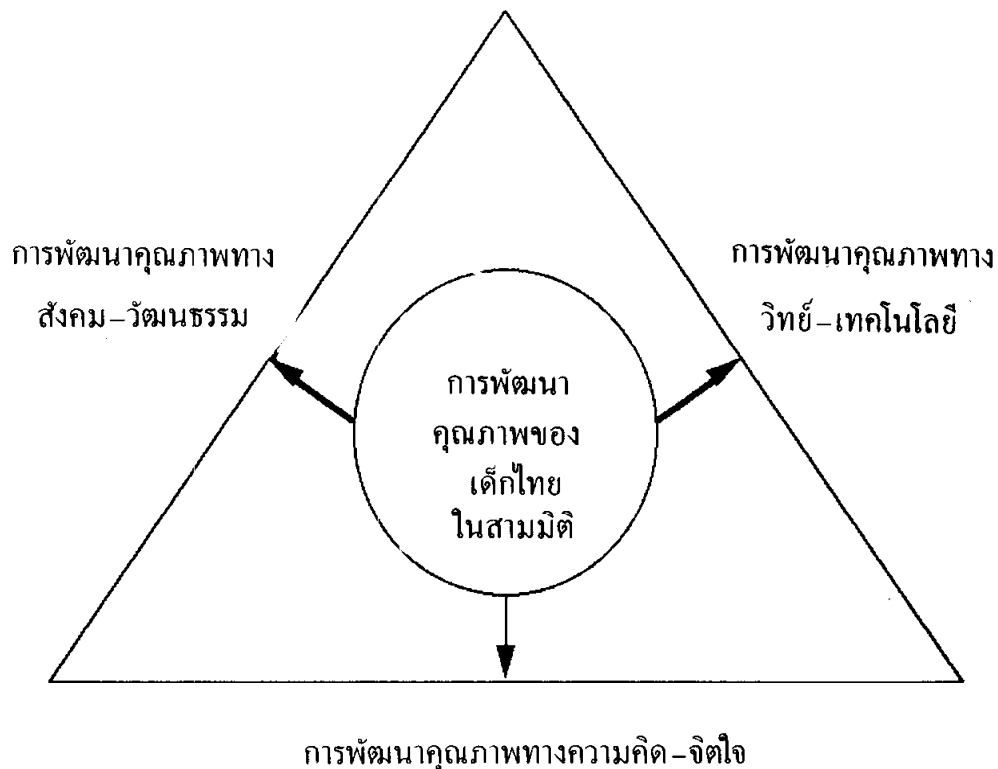 การพัฒนาคุณภาพทาง
สังคม-วัฒนธรรม
การพัฒนาคุณภาพทาง
วิทย์-เทคโนโลยี
การพัฒนา
คุณภาพของ
เด็กไทย
ในสามมิติ
การพัฒนาคุณภาพทางความคิด-จิตใจ